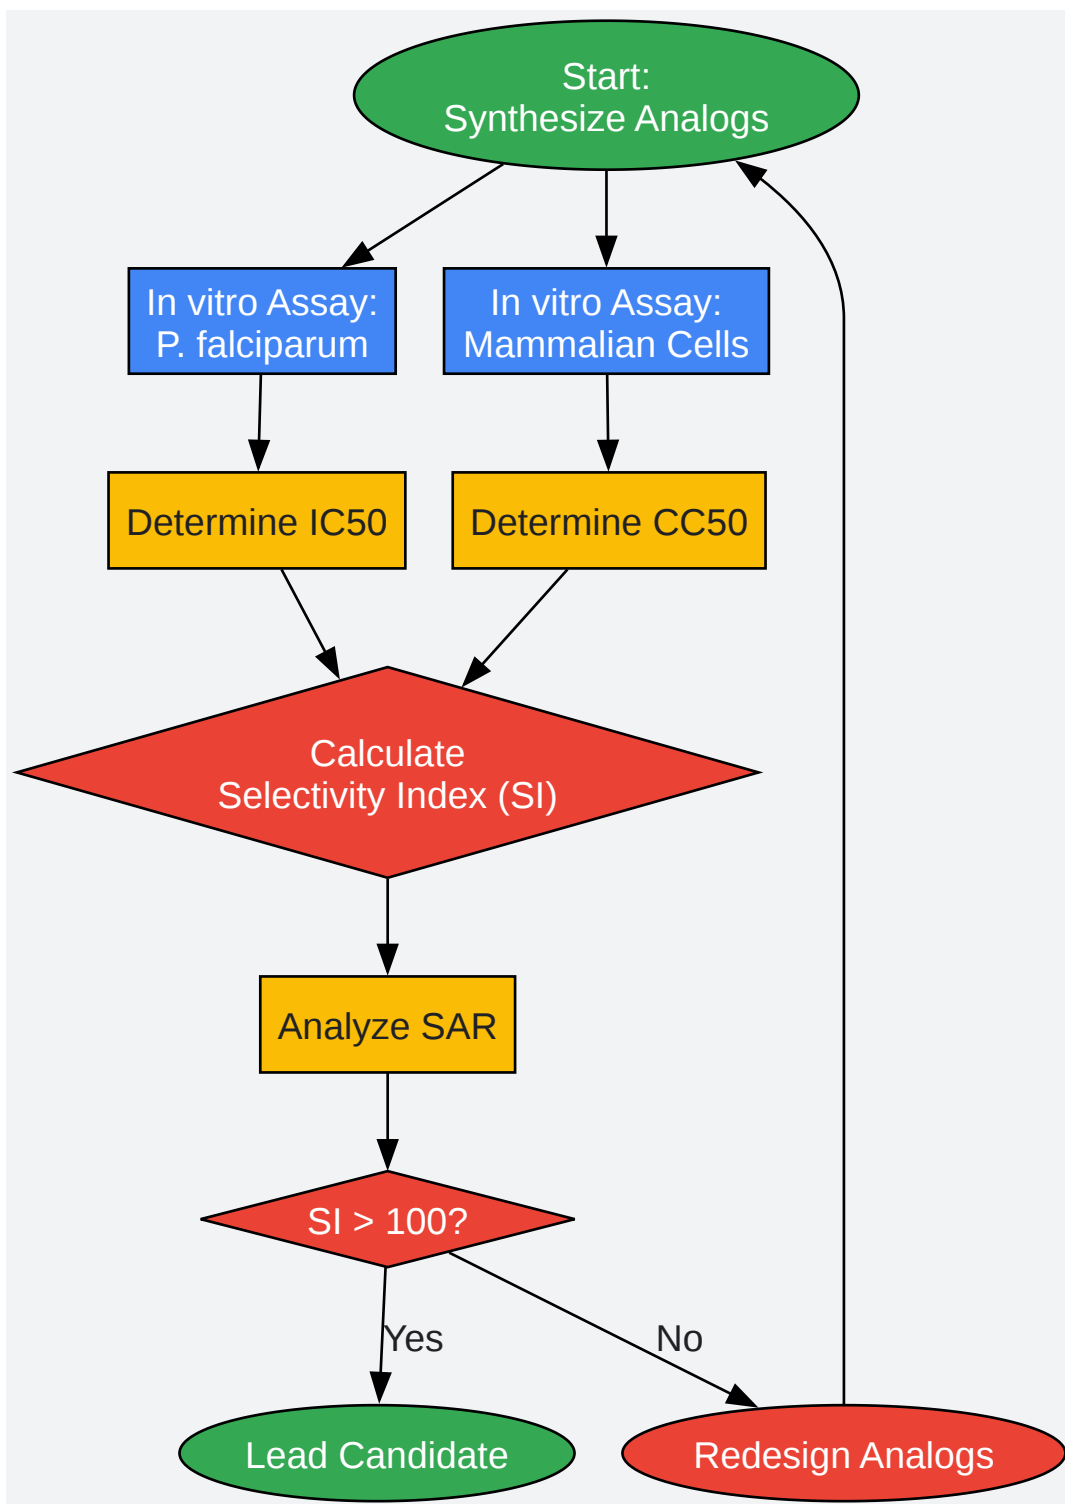 Start:
Synthesize Analogs
In vitro Assay:
P. falciparum
In vitro Assay:
Mammalian Cells
Determine IC50
Determine CC50
Calculate
Selectivity Index (SI)
Analyze SAR
SI > 100?
Yes
No
Lead Candidate
Redesign Analogs